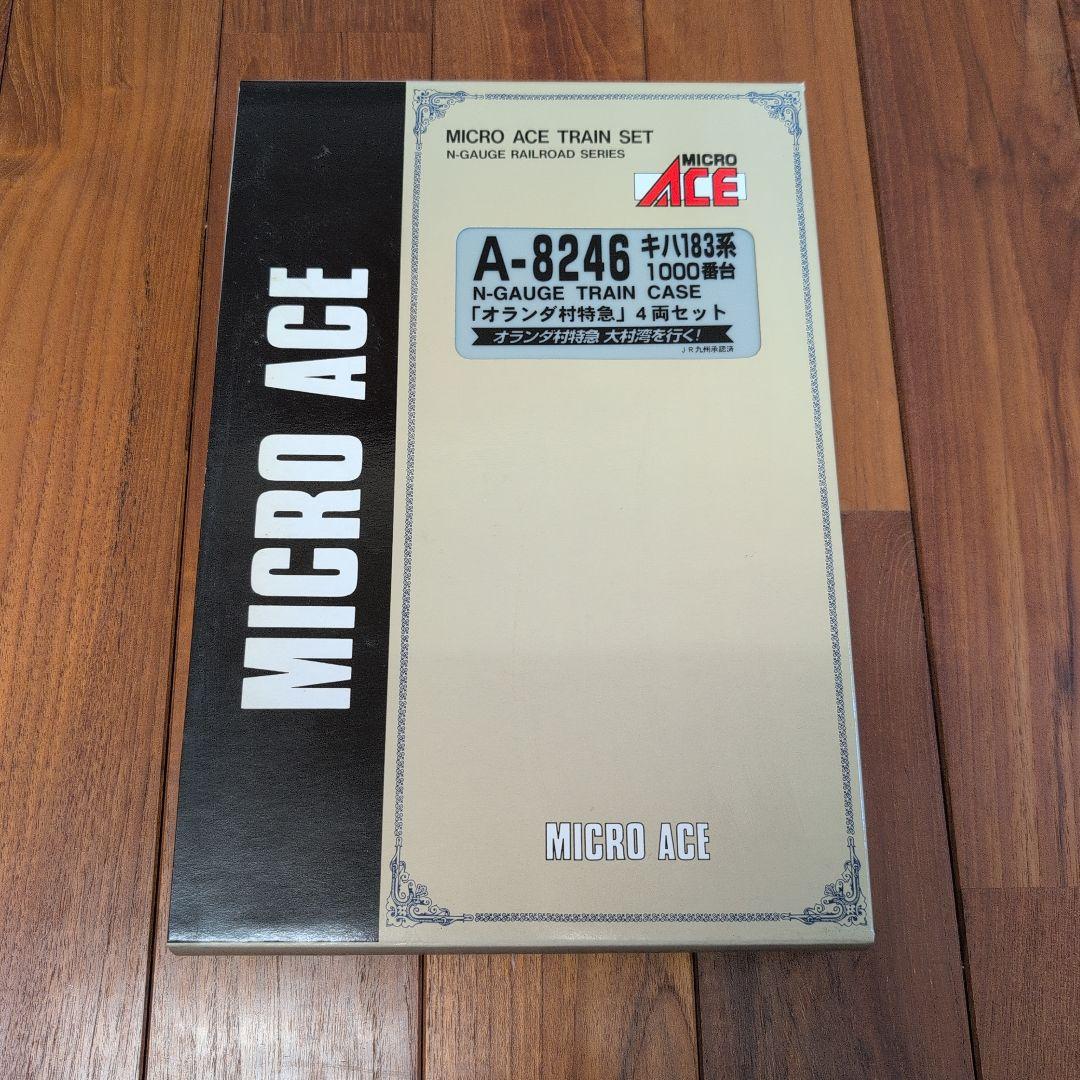 MICRO ACE
MICRO ACE TRAIN SET
N-GAUGE RAILROAD SERIES
MICRO
ACE
A-8246 キハ183系
1000番台
N-GAUGE TRAIN CASE
「オランダ村特急」4両セット
オランダ村特急 大村湾を行く!
JR九州承認済
MICRO ACE